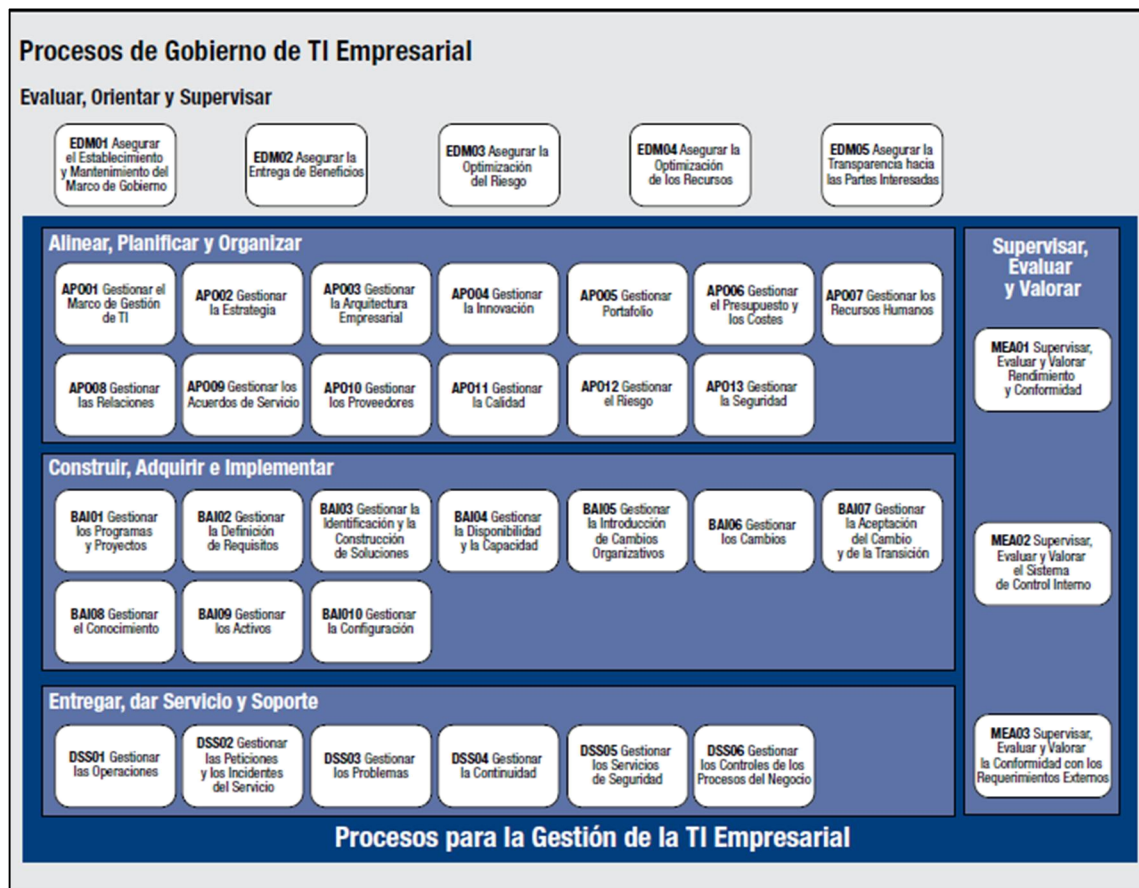 Procesos de Gobierno de TI Empresarial
Evaluar, Orientar y Supervisar
EDM01 Asegurar
el Establecimiento
y Mantenimiento del
Marco de Gobierno
EDM02 Asegurar la
Entrega de Beneficios
EDM03 Asegurar la
Optimización
del Riesgo
EDM04 Asegurar la
Optimización
de los Recursos
EDM05 Asegurar la
Transparencia hacia
las Partes Interesadas
Alinear, Planificar y Organizar
APO01 Gestionar el
Marco de Gestión
de TI
APO02 Gestionar
la Estrategia
APO03 Gestionar
la Arquitectura
Empresarial
APO04 Gestionar
la Innovación
APO05 Gestionar
Portafolio
APO06 Gestionar
el Presupuesto y
los Costes
APO07 Gestionar los
Recursos Humanos
APO08 Gestionar
las Relaciones
APO09 Gestionar los
Acuerdos de Servicio
APO10 Gestionar
los Proveedores
APO11 Gestionar
la Calidad
APO12 Gestionar
el Riesgo
APO13 Gestionar
la Seguridad
Construir, Adquirir e Implementar
BAI01 Gestionar
los Programas
y Proyectos
BAI02 Gestionar
la Definición
de Requisitos
BAI03 Gestionar la
Identificación y la
Construcción
de Soluciones
BAI04 Gestionar
la Disponibilidad
y la Capacidad
BAI05 Gestionar
la Introducción
de Cambios
Organizativos
BAI06 Gestionar
los Cambios
BAI07 Gestionar
la Aceptación
del Cambio
y de la Transición
BAI08 Gestionar
el Conocimiento
BAI09 Gestionar
los Activos
BAI010 Gestionar
la Configuración
Entregar, dar Servicio y Soporte
DSS01 Gestionar
las Operaciones
DSS02 Gestionar
las Peticiones
y los Incidentes
del Servicio
DSS03 Gestionar
los Problemas
DSS04 Gestionar
la Continuidad
DSS05 Gestionar
los Servicios
de Seguridad
DSS06 Gestionar
los Controles de los
Procesos del Negocio
Supervisar,
Evaluar
y Valorar
MEA01 Supervisar,
Evaluar y Valorar
Rendimiento
y Conformidad
MEA02 Supervisar,
Evaluar y Valorar
el Sistema
de Control Interno
MEA03 Supervisar,
Evaluar y Valorar
la Conformidad con los
Requerimientos Externos
Procesos para la Gestión de la TI Empresarial